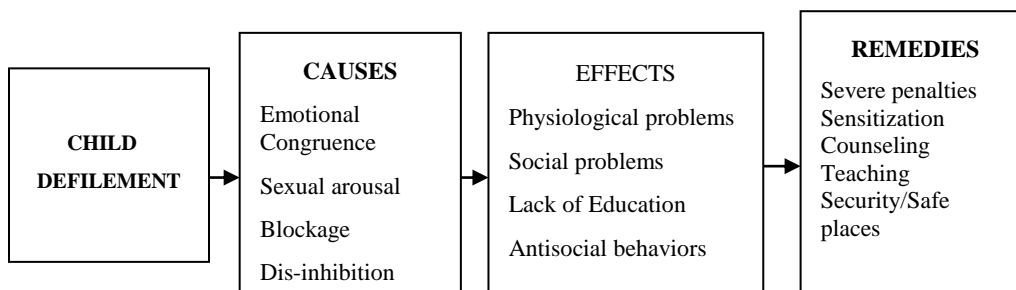 CHILD
DEFILEMENT
CAUSES
Emotional
Congruence
Sexual arousal
Blockage
Dis-inhibition
EFFECTS
Physiological problems
Social problems
Lack of Education
Antisocial behaviors
REMEDIES
Severe penalties
Sensitization
Counseling
Teaching
Security/Safe
places